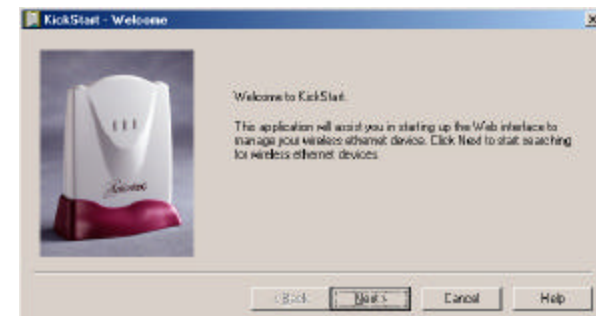 KickStart - Welcome
Welcome to KickStart.
This application will assist you in starting up the Web interface to
manage your wireless ethernet device. Click Next to start searching
for wireless ethernet devices.
< Back
Next >
Cancel
Help